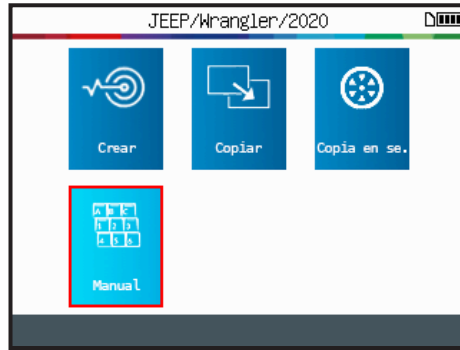 JEEP/Wrangler/2020
Crear
Copiar
Copia en se.
A B C
1 2 3
4 5 6
Manual